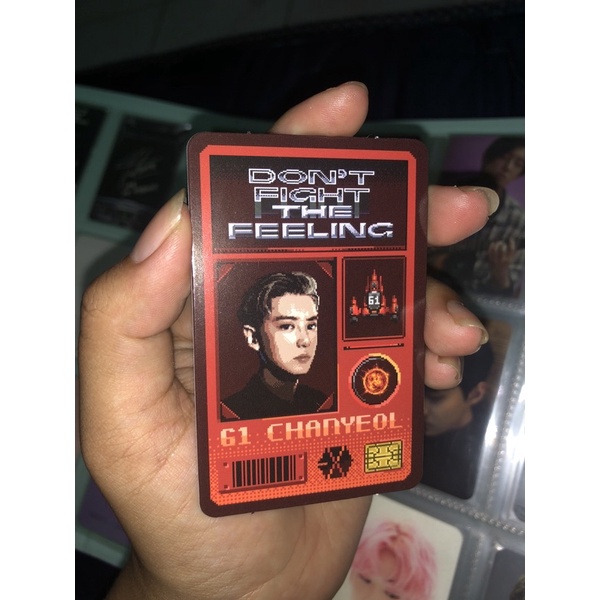 DON'T
FIGHT
THE
FEELING
61
61 CHANYEOL